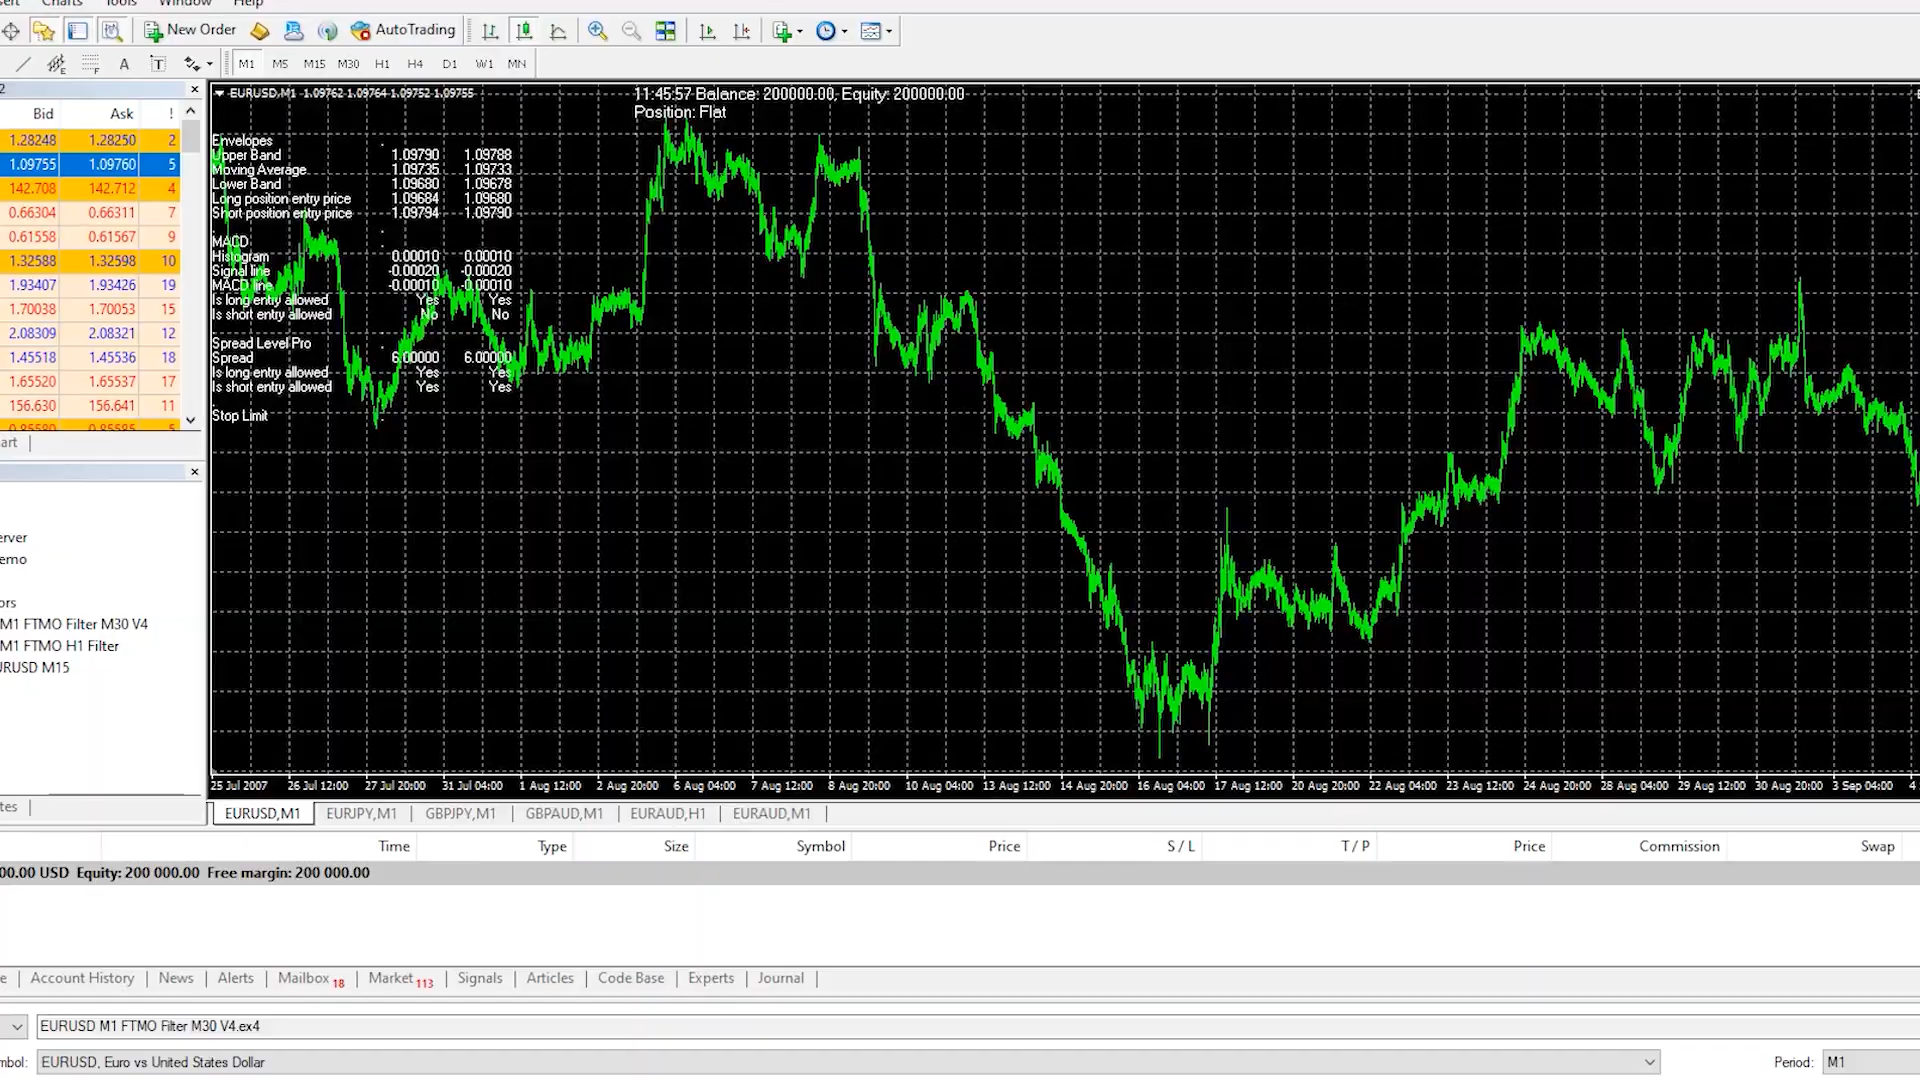 Charts Tools Window Help
New Order AutoTrading
A T M1 M5 M15 M30 H1 H4 D1 W1 MN
2
Bid Ask !
1.28248 1.28250 2
1.09755 1.09760 5
142.708 142.712 4
0.66304 0.66311 7
0.61558 0.61567 9
1.32588 1.32598 10
1.93407 1.93426 19
1.70038 1.70053 15
2.08309 2.08321 12
1.45518 1.45536 18
1.65520 1.65537 17
156.630 156.641 11
0.85580 0.85585 5
art
erver
emo
ors
M1 FTMO Filter M30 V4
M1 FTMO H1 Filter
URUSD M15
tes
EURUSD,M1 1.09762 1.09764 1.09752 1.09755
11:45:57 Balance: 200000.00, Equity: 200000.00
Position: Flat
Envelopes
Upper Band 1.09790 1.09788
Moving Average 1.09735 1.09733
Lower Band 1.09680 1.09678
Long position entry price 1.09684 1.09680
Short position entry price 1.09794 1.09790
MACD
Histogram 0.00010 0.00010
Signal line -0.00020 -0.00020
MACD line -0.00010 -0.00010
Is long entry allowed Yes Yes
Is short entry allowed No No
Spread Level Pro
Spread 6.00000 6.00000
Is long entry allowed Yes Yes
Is short entry allowed Yes Yes
Stop Limit
25 Jul 2007 26 Jul 12:00 27 Jul 20:00 31 Jul 04:00 1 Aug 12:00 2 Aug 20:00 6 Aug 04:00 7 Aug 12:00 8 Aug 20:00 10 Aug 04:00 13 Aug 12:00 14 Aug 20:00 16 Aug 04:00 17 Aug 12:00 20 Aug 20:00 22 Aug 04:00 23 Aug 12:00 24 Aug 20:00 28 Aug 04:00 29 Aug 12:00 30 Aug 20:00 3 Sep 04:00 4
EURUSD,M1 EURJPY,M1 GBPJPY,M1 GBPAUD,M1 EURAUD,H1 EURAUD,M1
Time Type Size Symbol Price S / L T / P Price Commission Swap
00.00 USD Equity: 200 000.00 Free margin: 200 000.00
e Account History News Alerts Mailbox 18 Market 113 Signals Articles Code Base Experts Journal
EURUSD M1 FTMO Filter M30 V4.ex4
mbol: EURUSD, Euro vs United States Dollar Period: M1